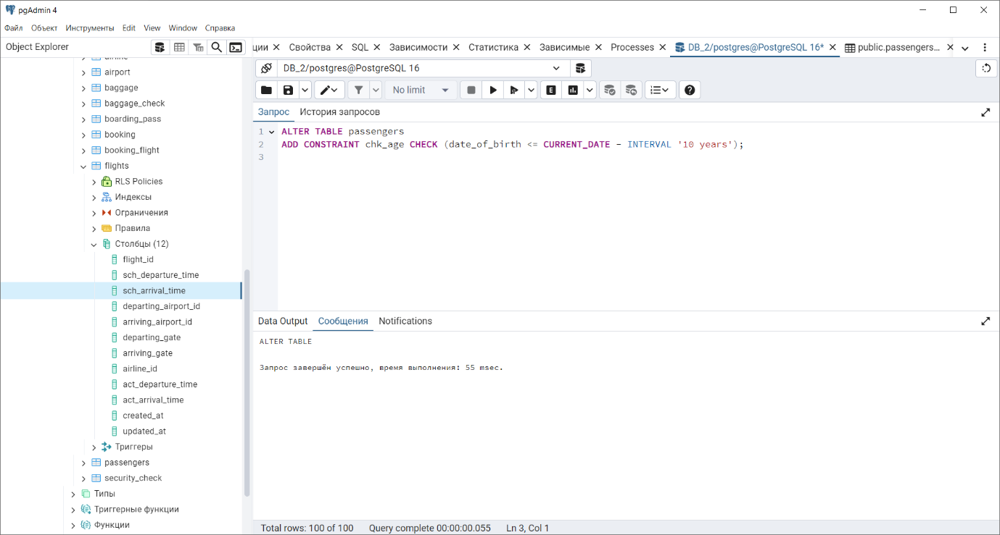 pgAdmin 4
Файл Объект Инструменты Edit View Window Справка
Object Explorer
ции Свойства SQL Зависимости Статистика Зависимые Processes DB_2/postgres@PostgreSQL 16* public.passengers...
DB_2/postgres@PostgreSQL 16
No limit
E
Запрос История запросов
1 ALTER TABLE passengers
2 ADD CONSTRAINT chk_age CHECK (date_of_birth <= CURRENT_DATE - INTERVAL '10 years');
3
airline
airport
baggage
baggage_check
boarding_pass
booking
booking_flight
flights
RLS Policies
Индексы
Ограничения
Правила
Столбцы (12)
flight_id
sch_departure_time
sch_arrival_time
departing_airport_id
arriving_airport_id
departing_gate
arriving_gate
airline_id
act_departure_time
act_arrival_time
created_at
updated_at
Триггеры
passengers
security_check
Типы
Триггерные функции
Функции
Data Output Сообщения Notifications
ALTER TABLE
Запрос завершён успешно, время выполнения: 55 msec.
Total rows: 100 of 100 Query complete 00:00:00.055 Ln 3, Col 1